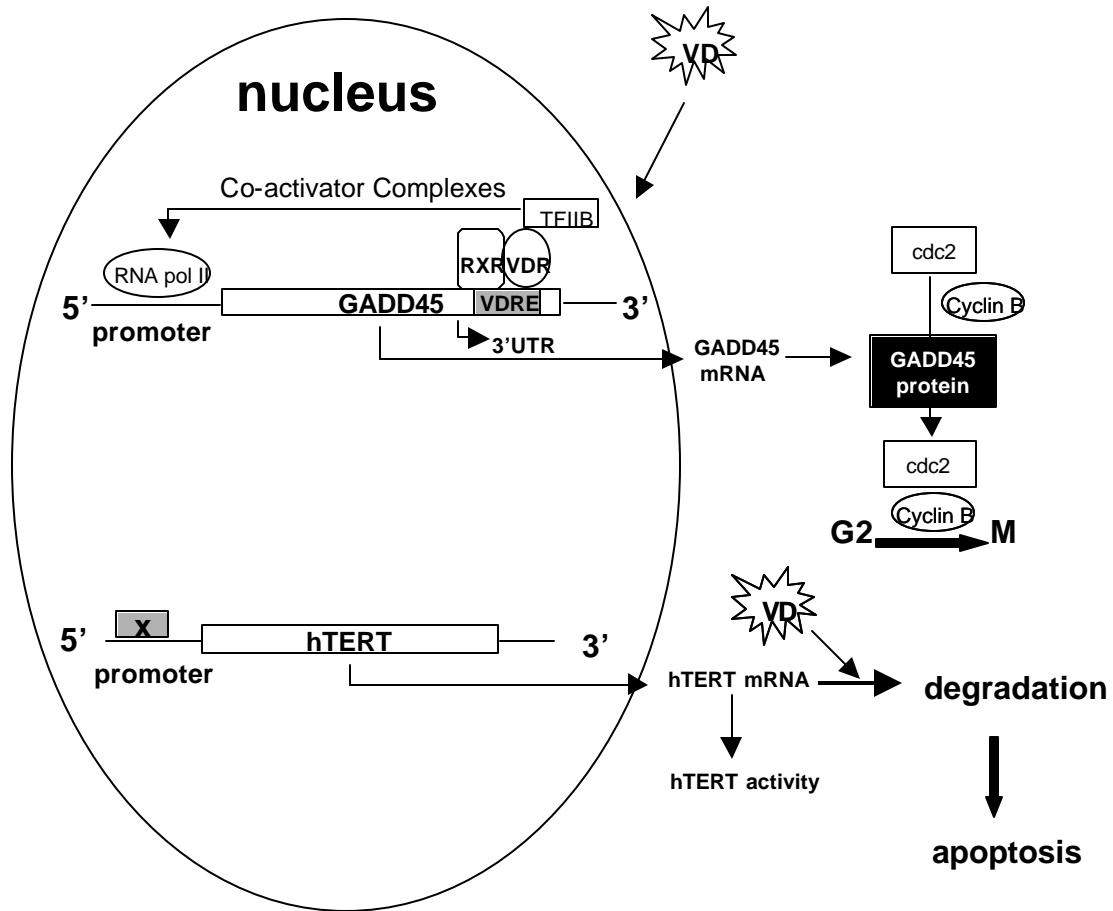 VD
nucleus
Co-activator Complexes
TFIIB
RNA pol II
RXR
VDR
cdc2
Cyclin B
5’
GADD45
VDRE
3’
promoter
3’UTR
GADD45
mRNA
GADD45
protein
cdc2
Cyclin B
G2
M
VD
x
5’
hTERT
3’
promoter
hTERT mRNA
degradation
hTERT activity
apoptosis